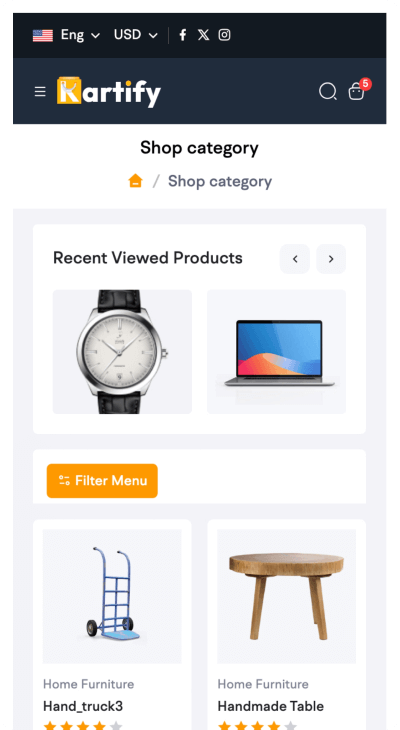 Eng USD
Kartify
5
Shop category
/ Shop category
Recent Viewed Products
Filter Menu
Home Furniture
Hand_truck3
Home Furniture
Handmade Table